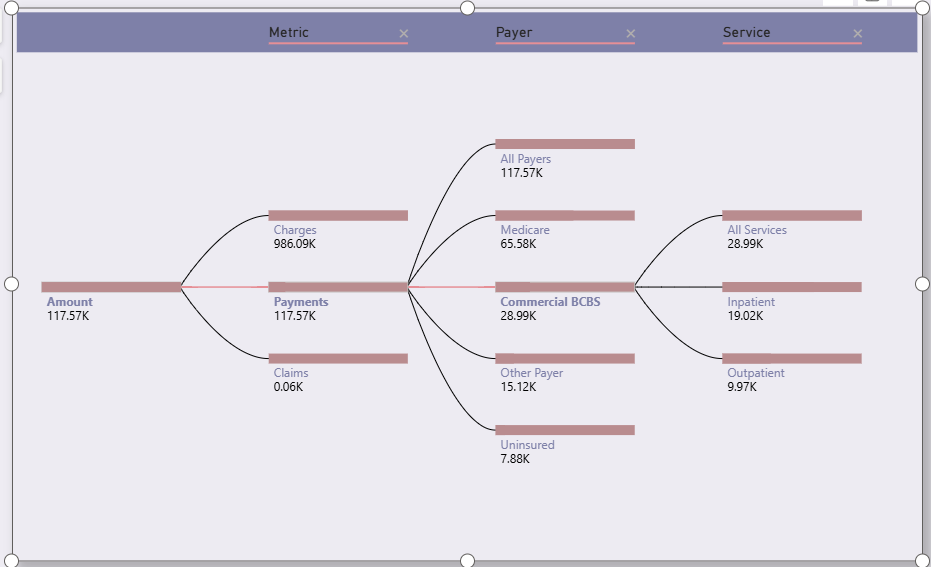 Metric ×
Payer ×
Service ×
All Payers
117.57K
Charges
986.09K
Medicare
65.58K
All Services
28.99K
Amount
117.57K
Payments
117.57K
Commercial BCBS
28.99K
Inpatient
19.02K
Claims
0.06K
Other Payer
15.12K
Outpatient
9.97K
Uninsured
7.88K